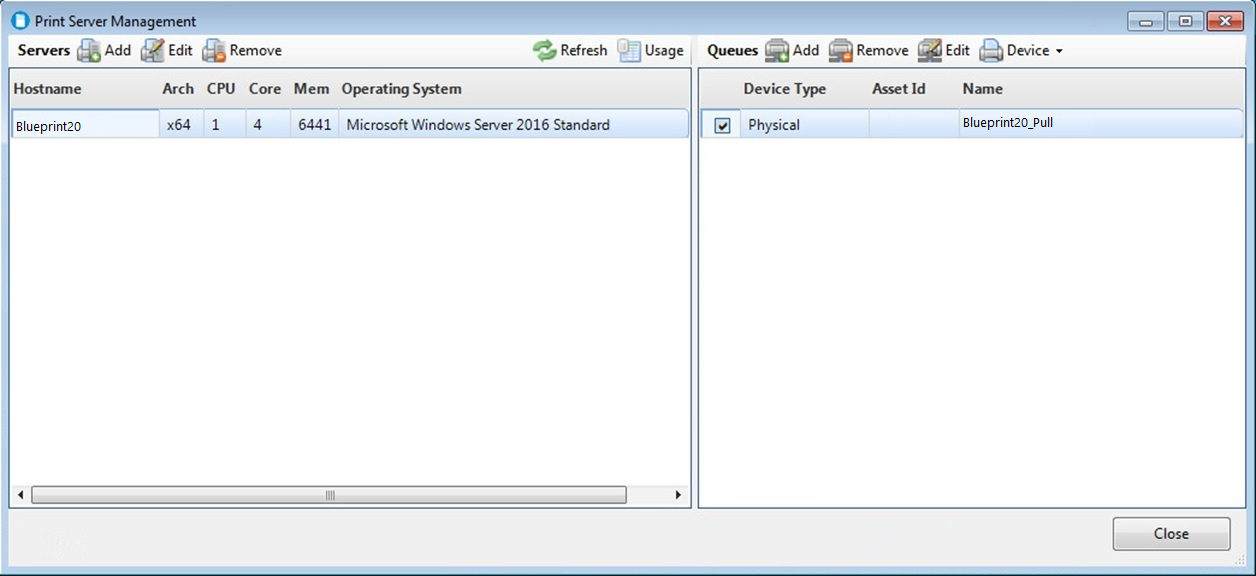 Print Server Management
Servers Add Edit Remove Refresh Usage Queues Add Remove Edit Device
Hostname Arch CPU Core Mem Operating System Device Type Asset Id Name
Blueprint20 x64 1 4 6441 Microsoft Windows Server 2016 Standard Physical Blueprint20_Pull
Close